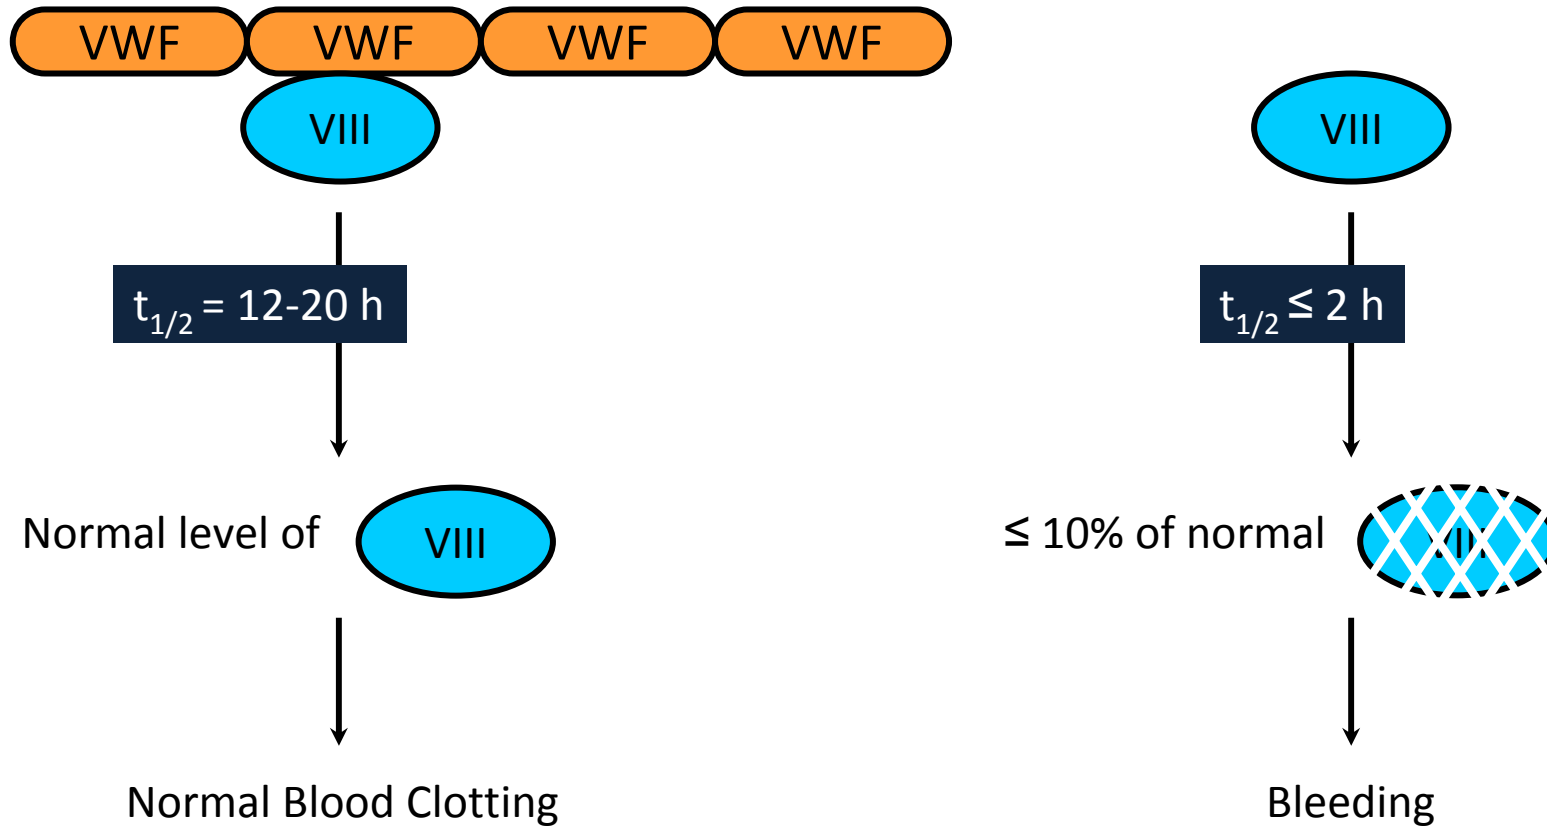 VWF VWF VWF VWF
VIII
VIII
t1/2 = 12-20 h
t1/2 ≤ 2 h
Normal level of VIII
≤ 10% of normal VIII
Normal Blood Clotting
Bleeding